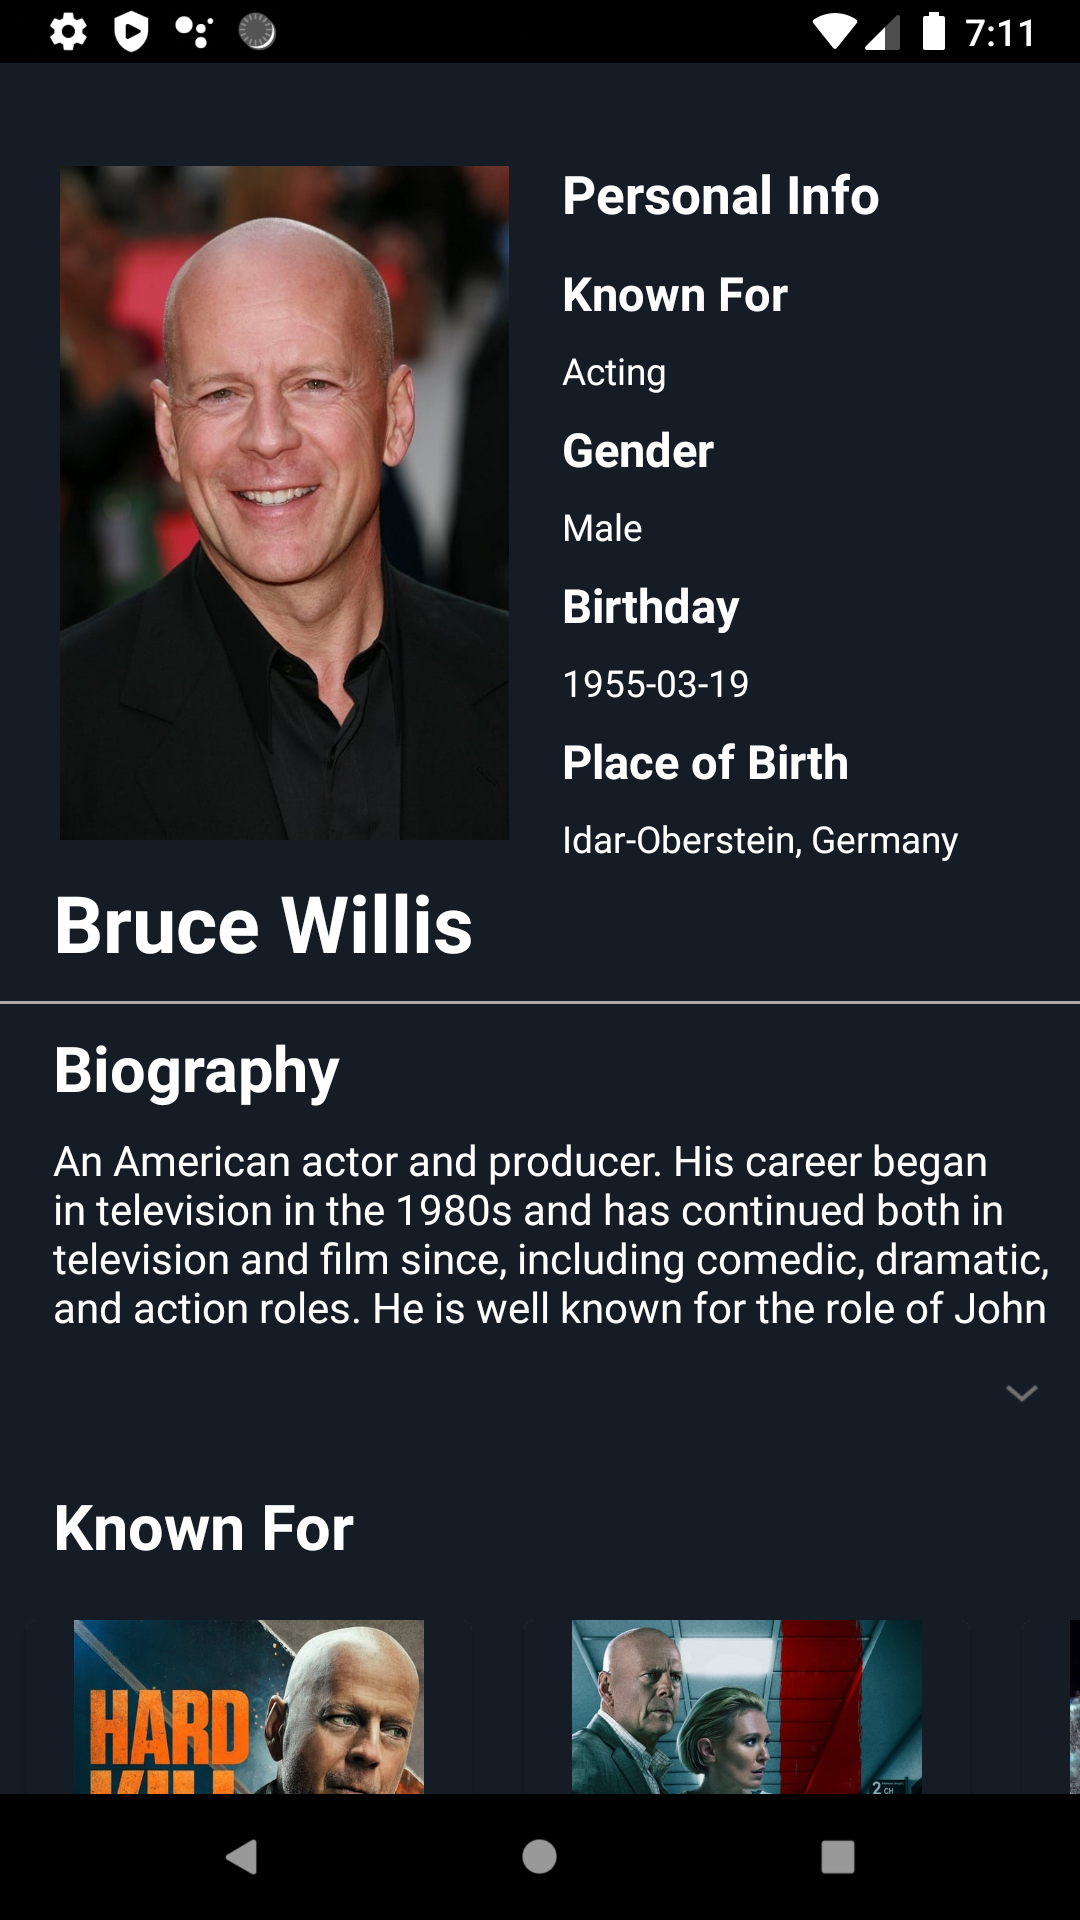 7:11
Personal Info
Known For
Acting
Gender
Male
Birthday
1955-03-19
Place of Birth
Idar-Oberstein, Germany
Bruce Willis
Biography
An American actor and producer. His career began
in television in the 1980s and has continued both in
television and film since, including comedic, dramatic,
and action roles. He is well known for the role of John
Known For
HARD
KILL
2
CH